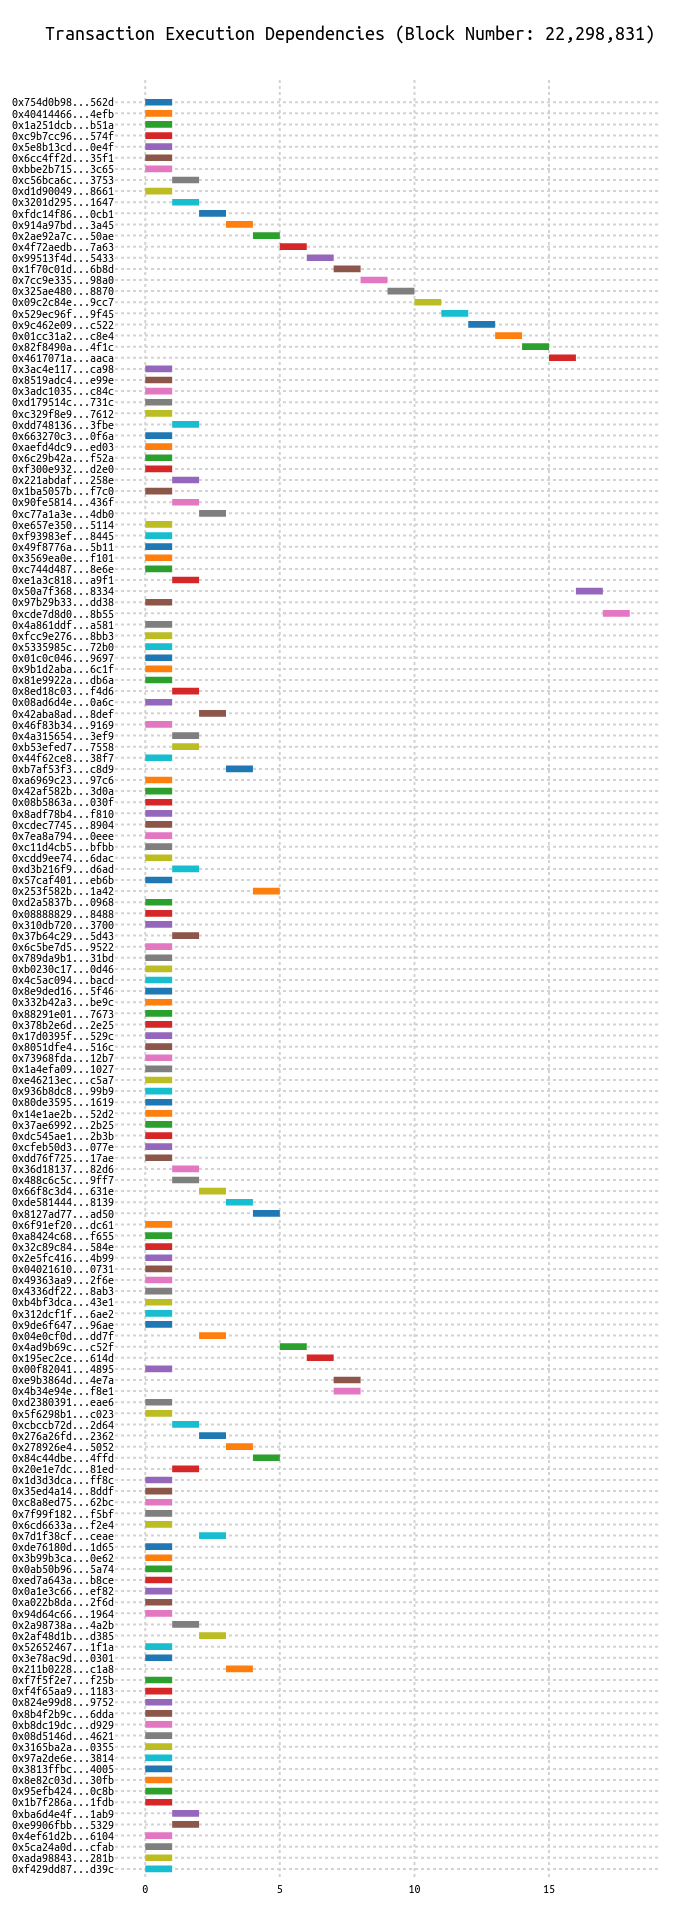 Transaction Execution Dependencies (Block Number: 22,298,831)
0x754d0b98...562d
0x40414466...4efb
0x1a251dcb...b51a
0xc9b7cc96...574f
0x5e8b13cd...0e4f
0x6cc4ff2d...35f1
0xbbe2b715...3c65
0xc56bca6c...3753
0xd1d90049...8661
0x3201d295...1647
0xfdc14f86...0cb1
0x914a97bd...3a45
0x2ae92a7c...50ae
0x4f72aedb...7a63
0x99513f4d...5433
0x1f70c01d...6b8d
0x7cc9e335...98a0
0x325ae480...8870
0x09c2c84e...9cc7
0x529ec96f...9f45
0x9c462e09...c522
0x01cc31a2...c8e4
0x82f8490a...4f1c
0x4617071a...aaca
0x3ac4e117...ca98
0x8519adc4...e99e
0x3adc1035...c84c
0xd179514c...731c
0xc329f8e9...7612
0xdd748136...3fbe
0x663270c3...0f6a
0xaefd4dc9...ed03
0x6c29b42a...f52a
0xf300e932...d2e0
0x221abdaf...258e
0x1ba5057b...f7c0
0x90fe5814...436f
0xc77a1a3e...4db0
0xe657e350...5114
0xf93983ef...8445
0x49f8776a...5b11
0x3569ea0e...f101
0xc744d487...8e6e
0xe1a3c818...a9f1
0x50a7f368...8334
0x97b29b33...dd38
0xcde7d8d0...8b55
0x4a861ddf...a581
0xfcc9e276...8bb3
0x5335985c...72b0
0x01c0c046...9697
0x9b1d2aba...6c1f
0x81e9922a...db6a
0x8ed18c03...f4d6
0x08ad6d4e...0a6c
0x42aba8ad...8def
0x46f83b34...9169
0x4a315654...3ef9
0xb53efed7...7558
0x44f62ce8...38f7
0xb7af53f3...c8d9
0xa6969c23...97c6
0x42af582b...3d0a
0x08b5863a...030f
0x8adf78b4...f810
0xcdec7745...8904
0x7ea8a794...0eee
0xc11d4cb5...bfbb
0xcdd9ee74...6dac
0xd3b216f9...d6ad
0x57caf401...eb6b
0x253f582b...1a42
0xd2a5837b...0968
0x08888829...8488
0x310db720...3700
0x37b64c29...5d43
0x6c5be7d5...9522
0x789da9b1...31bd
0xb0230c17...0d46
0x4c5ac094...bacd
0x8e9ded16...5f46
0x332b42a3...be9c
0x88291e01...7673
0x378b2e6d...2e25
0x17d0395f...529c
0x8051dfe4...516c
0x73968fda...12b7
0x1a4efa09...1027
0xe46213ec...c5a7
0x936b8dc8...99b9
0x80de3595...1619
0x14e1ae2b...52d2
0x37ae6992...2b25
0xdc545ae1...2b3b
0xcfeb50d3...077e
0xdd76f725...17ae
0x36d18137...82d6
0x488c6c5c...9ff7
0x66f8c3d4...631e
0xde581444...8139
0x8127ad77...ad50
0x6f91ef20...dc61
0xa8424c68...f655
0x32c89c84...584e
0x2e5fc416...4b99
0x04021610...0731
0x49363aa9...2f6e
0x4336df22...8ab3
0xb4bf3dca...43e1
0x312dcf1f...6ae2
0x9de6f647...96ae
0x04e0cf0d...dd7f
0x4ad9b69c...c52f
0x195ec2ce...614d
0x00f82041...4895
0xe9b3864d...4e7a
0x4b34e94e...f8e1
0xd2380391...eae6
0x5f6298b1...c023
0xcbccb72d...2d64
0x276a26fd...2362
0x278926e4...5052
0x84c44dbe...4ffd
0x20e1e7dc...81ed
0x1d3d3dca...ff8c
0x35ed4a14...8ddf
0xc8a8ed75...62bc
0x7f99f182...f5bf
0x6cd6633a...f2e4
0x7d1f38cf...ceae
0xde76180d...1d65
0x3b99b3ca...0e62
0x0ab50b96...5a74
0xed7a643a...b8ce
0x0a1e3c66...ef82
0xa022b8da...2f6d
0x94d64c66...1964
0x2a98738a...4a2b
0x2af48d1b...d385
0x52652467...1f1a
0x3e78ac9d...0301
0x211b0228...c1a8
0xf7f5f2e7...f25b
0xf4f65aa9...1183
0x824e99d8...9752
0x8b4f2b9c...6dda
0xb8dc19dc...d929
0x08d5146d...4621
0x3165ba2a...0355
0x97a2de6e...3814
0x3813ffbc...4005
0x8e82c03d...30fb
0x95efb424...0c8b
0x1b7f286a...1fdb
0xba6d4e4f...1ab9
0xe9906fbb...5329
0x4ef61d2b...6104
0x5ca24a0d...cfab
0xada98843...281b
0xf429dd87...d39c
0 5 10 15